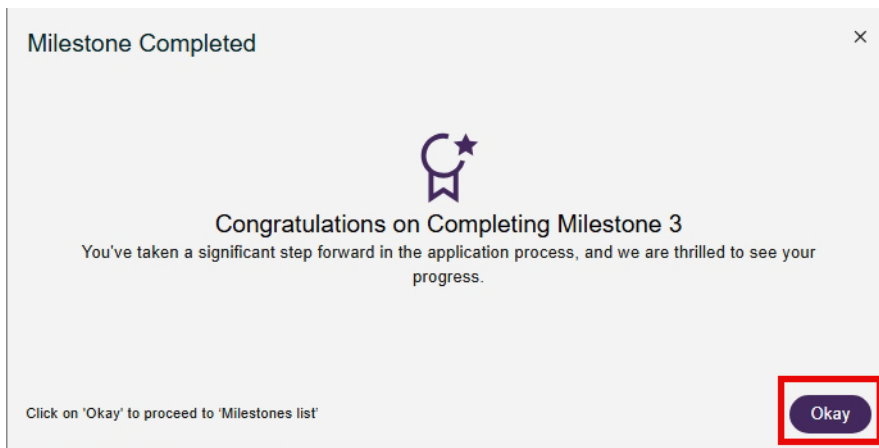 Milestone Completed
Congratulations on Completing Milestone 3
You've taken a significant step forward in the application process, and we are thrilled to see your
progress.
Click on 'Okay' to proceed to 'Milestones list'
Okay